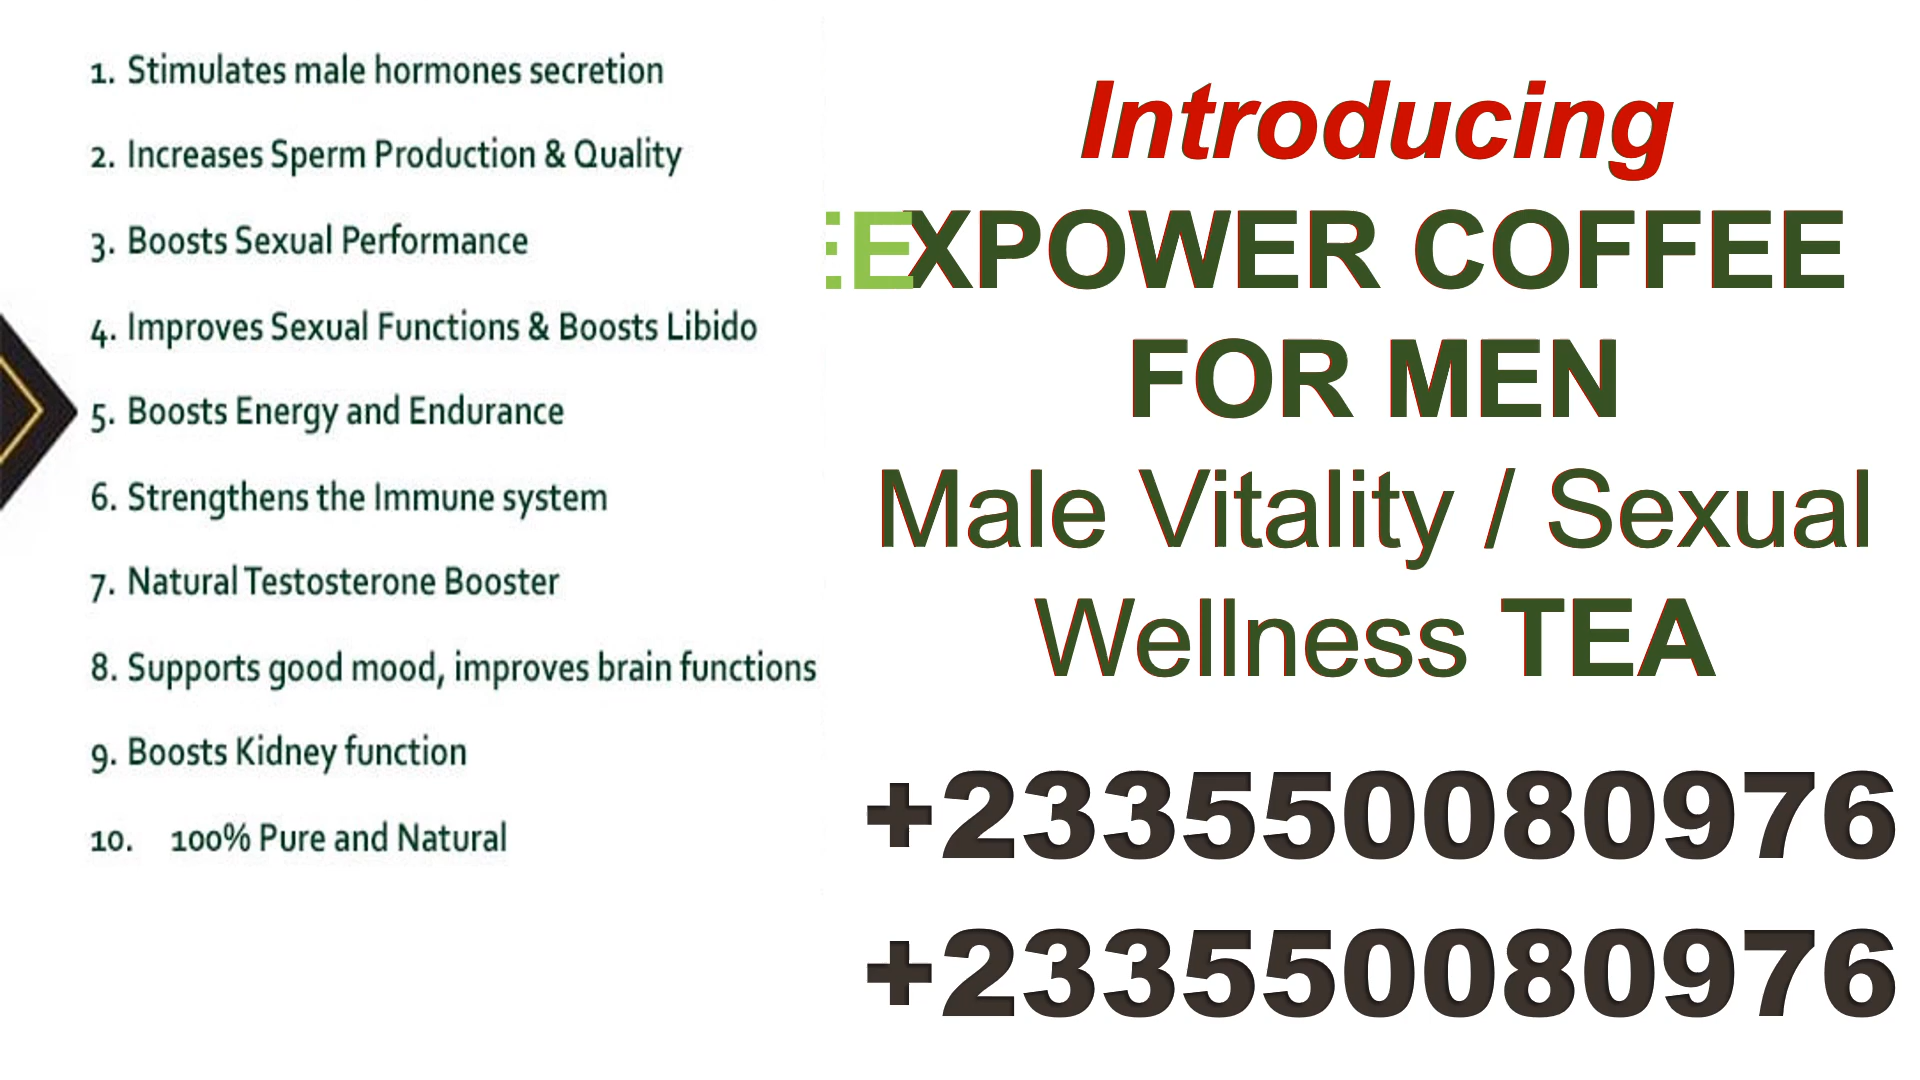 1. Stimulates male hormones secretion
2. Increases Sperm Production & Quality
3. Boosts Sexual Performance
4. Improves Sexual Functions & Boosts Libido
5. Boosts Energy and Endurance
6. Strengthens the Immune system
7. Natural Testosterone Booster
8. Supports good mood, improves brain functions
9. Boosts Kidney function
10. 100% Pure and Natural
Introducing
XPOWER COFFEE
FOR MEN
Male Vitality / Sexual
Wellness TEA
+233550080976
+233550080976